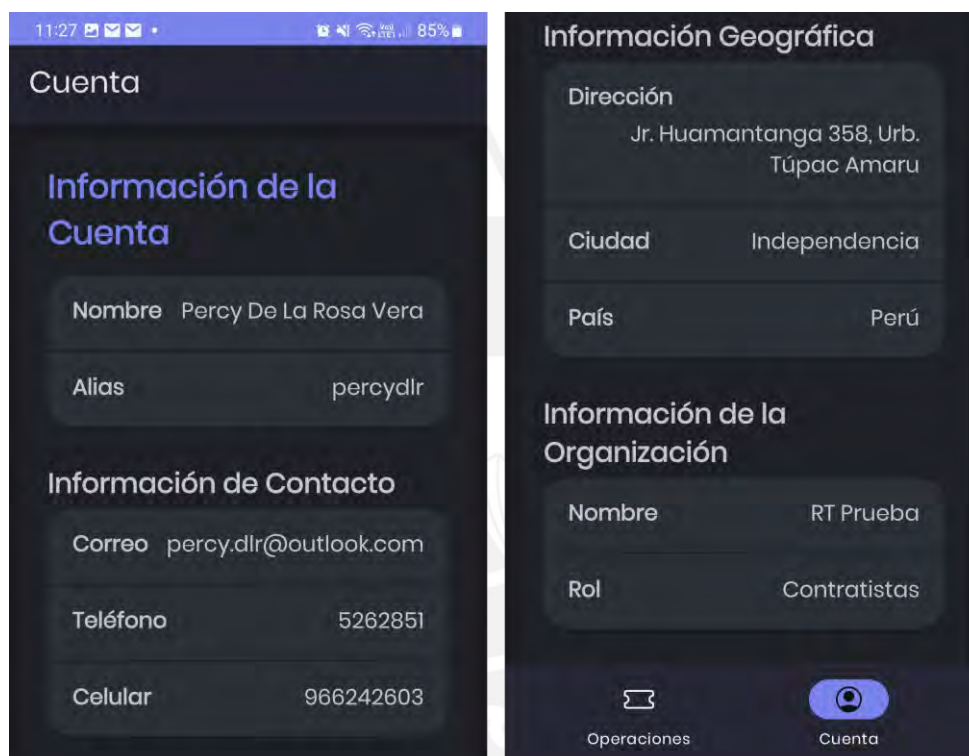 11:27
85%
Cuenta
Información de la
Cuenta
Nombre Percy De La Rosa Vera
Alias percydlr
Información de Contacto
Correo percy.dlr@outlook.com
Teléfono 5262851
Celular 966242603
Información Geográfica
Dirección
Jr. Huamantanga 358, Urb.
Túpac Amaru
Ciudad Independencia
País Perú
Información de la
Organización
Nombre RT Prueba
Rol Contratistas
Operaciones Cuenta